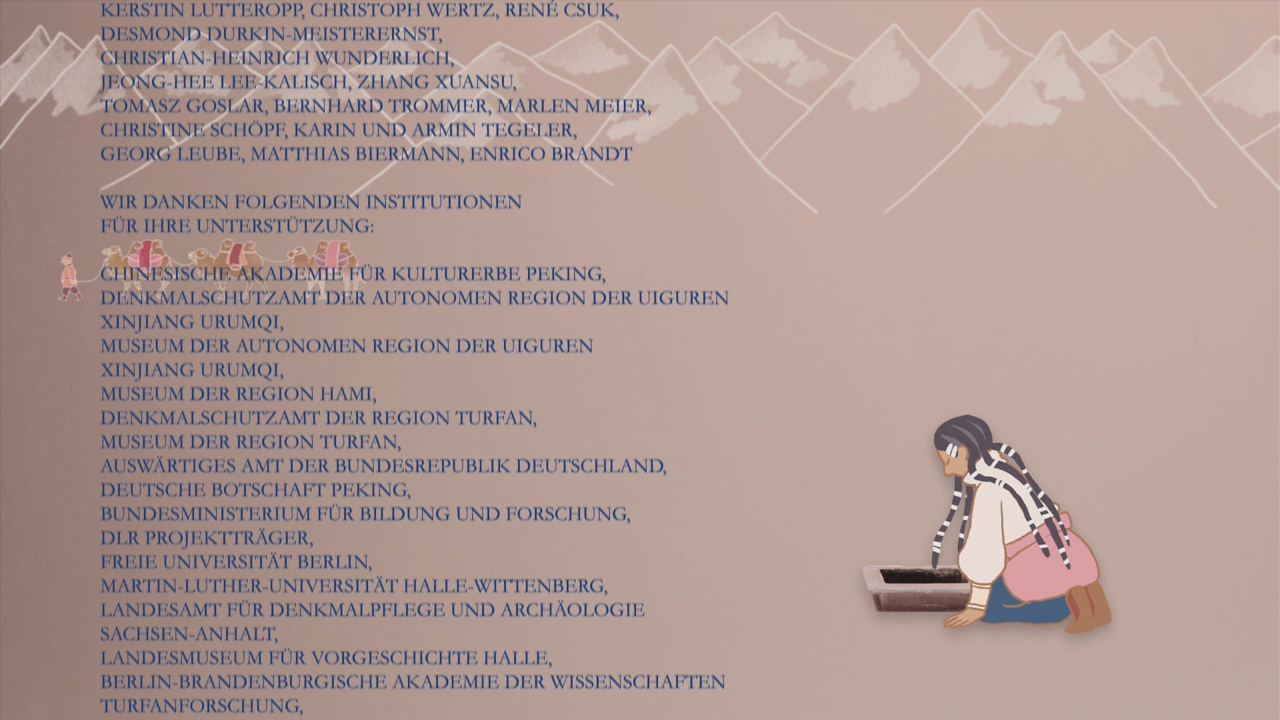 KERSTIN LUTTEROPP, CHRISTOPH WERTZ, RENÉ CSUK,
DESMOND DURKIN-MEISTERERNST,
CHRISTIAN-HEINRICH WUNDERLICH,
JEONG-HEE LEE-KALISCH, ZHANG XUANSU,
TOMASZ GOSLAR, BERNHARD TROMMER, MARLEN MEIER,
CHRISTINE SCHÖPF, KARIN UND ARMIN TEGELER,
GEORG LEUBE, MATTHIAS BIERMANN, ENRICO BRANDT
WIR DANKEN FOLGENDEN INSTITUTIONEN
FÜR IHRE UNTERSTÜTZUNG:
CHINESISCHE AKADEMIE FÜR KULTURERBE PEKING,
DENKMALSCHUTZAMT DER AUTONOMEN REGION DER UIGUREN
XINJIANG URUMQI,
MUSEUM DER AUTONOMEN REGION DER UIGUREN
XINJIANG URUMQI,
MUSEUM DER REGION HAMI,
DENKMALSCHUTZAMT DER REGION TURFAN,
MUSEUM DER REGION TURFAN,
AUSWÄRTIGES AMT DER BUNDESREPUBLIK DEUTSCHLAND,
DEUTSCHE BOTSCHAFT PEKING,
BUNDESMINISTERIUM FÜR BILDUNG UND FORSCHUNG,
DLR PROJEKTTRÄGER,
FREIE UNIVERSITÄT BERLIN,
MARTIN-LUTHER-UNIVERSITÄT HALLE-WITTENBERG,
LANDESAMT FÜR DENKMALPFLEGE UND ARCHÄOLOGIE
SACHSEN-ANHALT,
LANDESMUSEUM FÜR VORGESCHICHTE HALLE,
BERLIN-BRANDENBURGISCHE AKADEMIE DER WISSENSCHAFTEN
TURFANFORSCHUNG,